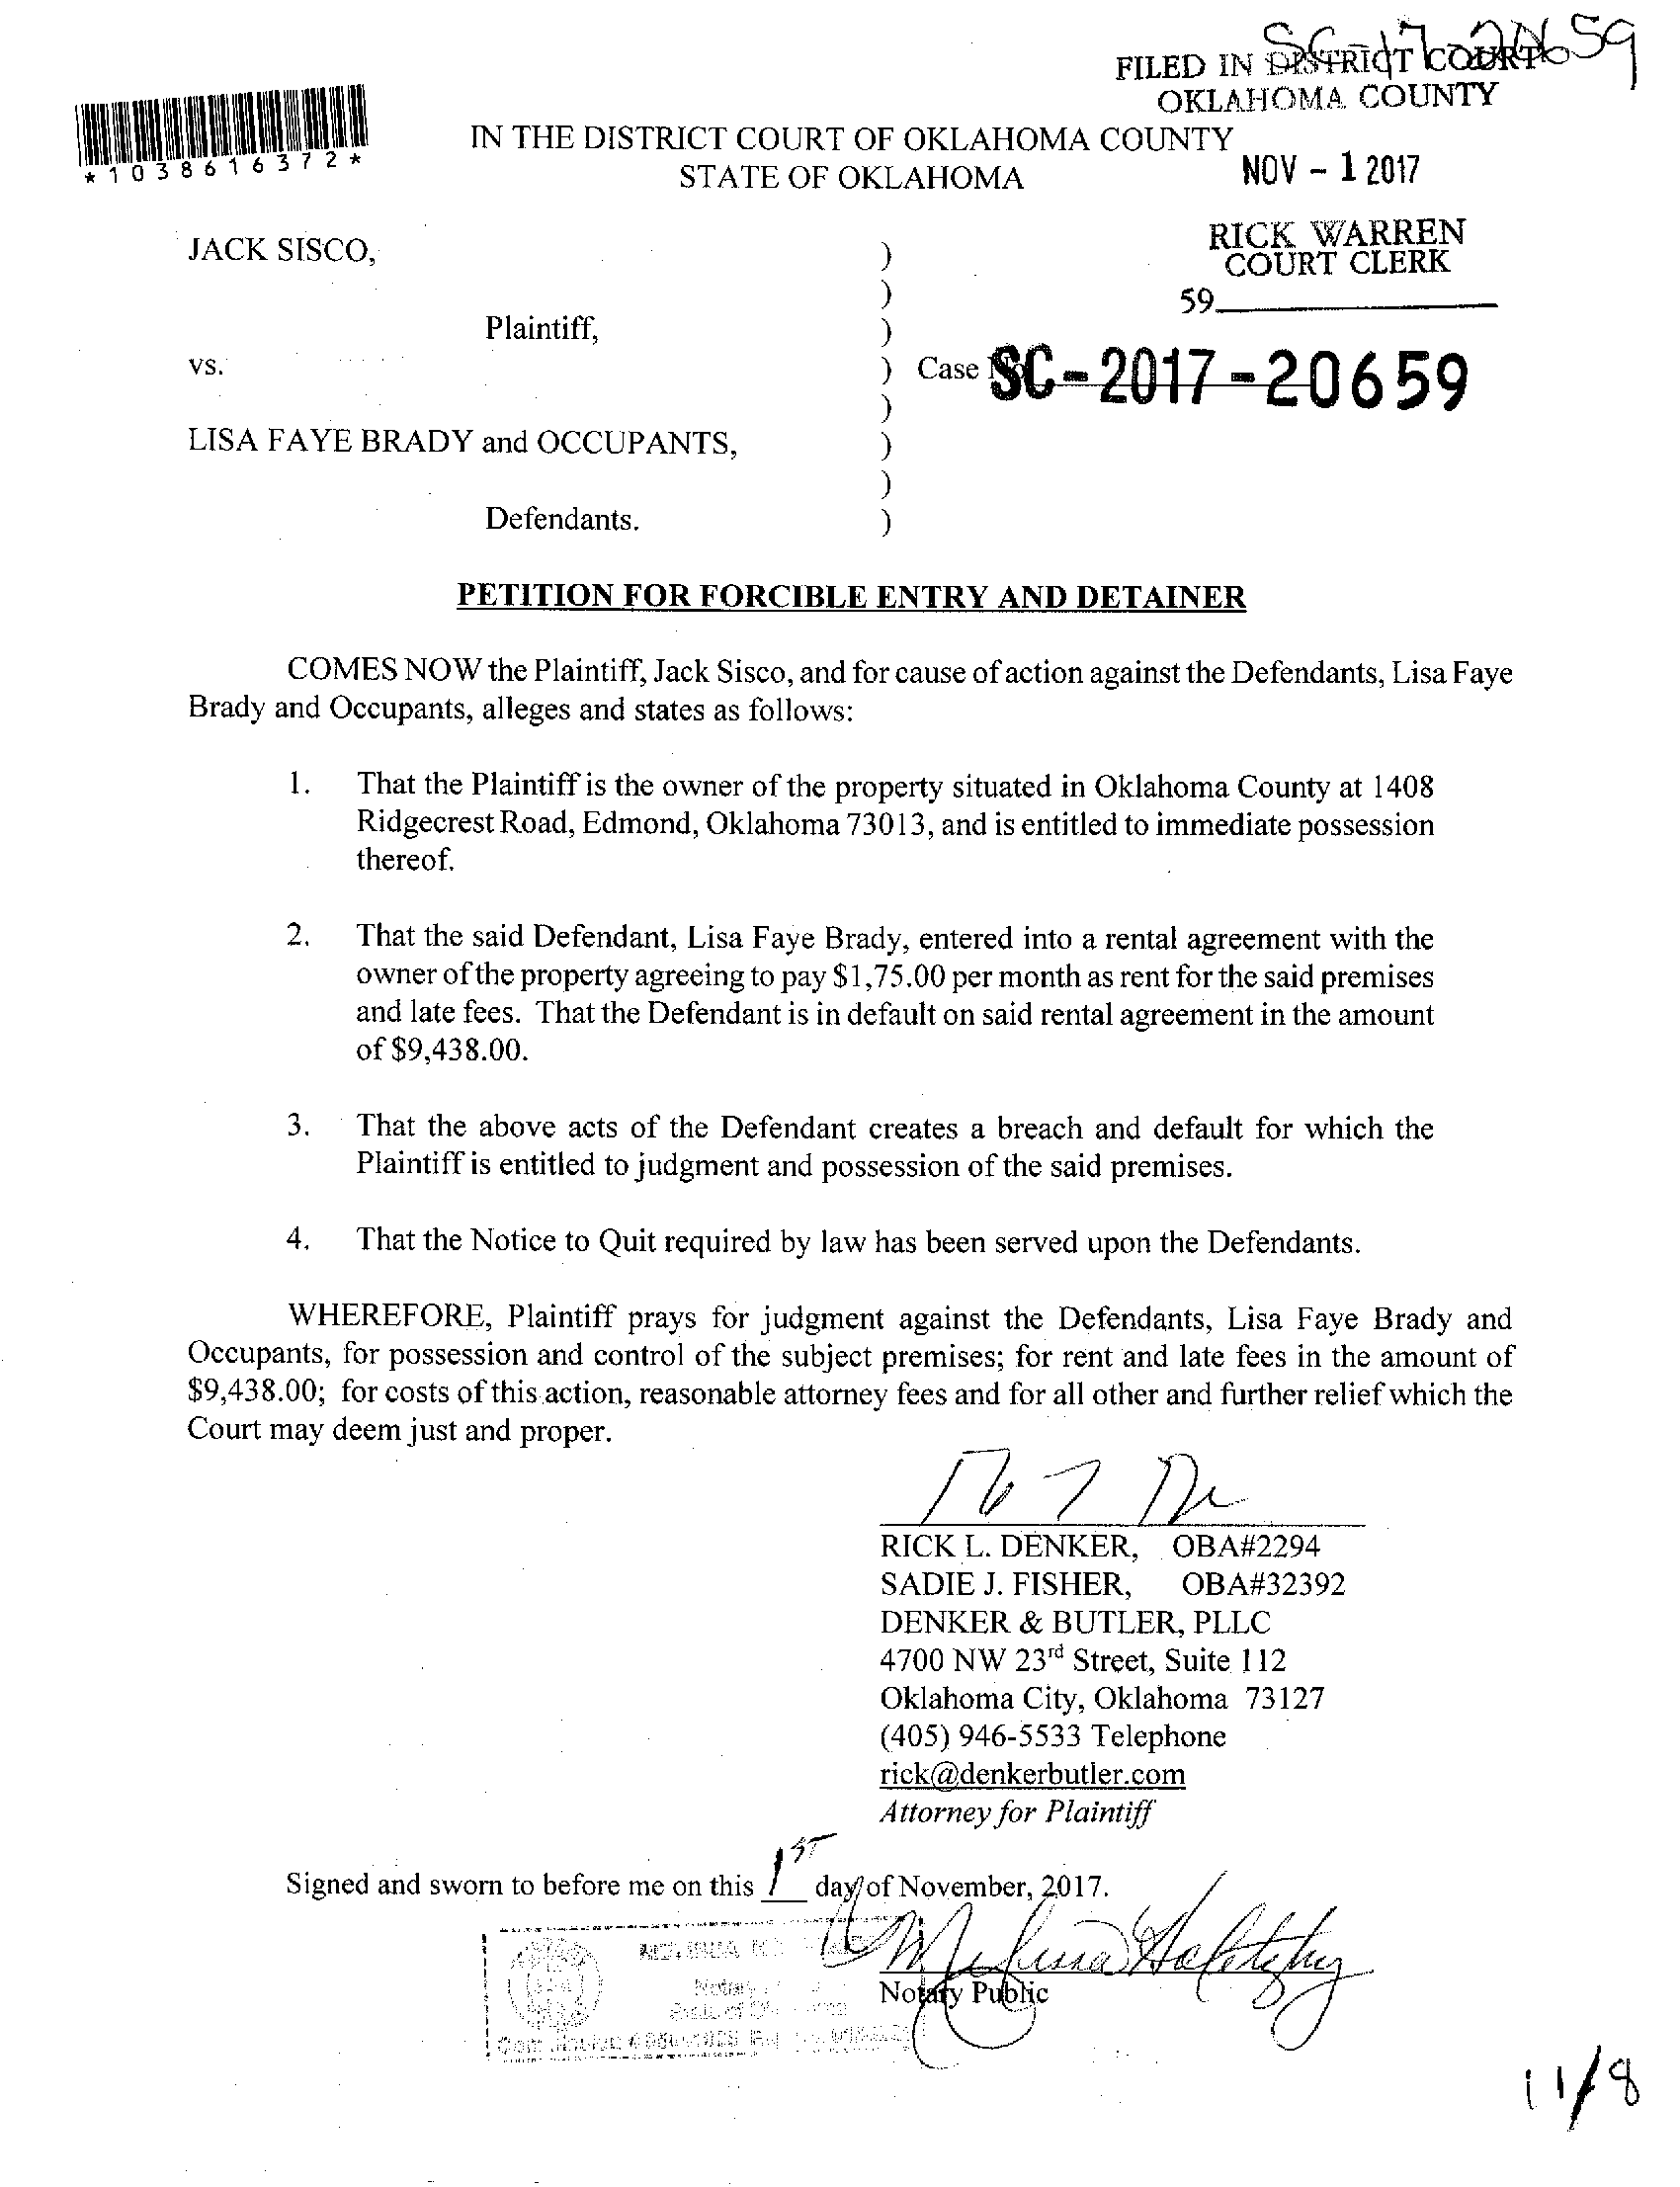 SC-17-20659
FILED IN DISTRICT COURT
OKLAHOMA COUNTY
*1038616372*
IN THE DISTRICT COURT OF OKLAHOMA COUNTY
STATE OF OKLAHOMA
NOV - 1 2017
RICK WARREN
COURT CLERK
59
JACK SISCO, )
)
Plaintiff, )
vs. ) Case No. SC-2017-20659
)
LISA FAYE BRADY and OCCUPANTS, )
)
Defendants. )
PETITION FOR FORCIBLE ENTRY AND DETAINER
COMES NOW the Plaintiff, Jack Sisco, and for cause of action against the Defendants, Lisa Faye
Brady and Occupants, alleges and states as follows:
1. That the Plaintiff is the owner of the property situated in Oklahoma County at 1408
Ridgecrest Road, Edmond, Oklahoma 73013, and is entitled to immediate possession
thereof.
2. That the said Defendant, Lisa Faye Brady, entered into a rental agreement with the
owner of the property agreeing to pay $1,75.00 per month as rent for the said premises
and late fees. That the Defendant is in default on said rental agreement in the amount
of $9,438.00.
3. That the above acts of the Defendant creates a breach and default for which the
Plaintiff is entitled to judgment and possession of the said premises.
4. That the Notice to Quit required by law has been served upon the Defendants.
WHEREFORE, Plaintiff prays for judgment against the Defendants, Lisa Faye Brady and
Occupants, for possession and control of the subject premises; for rent and late fees in the amount of
$9,438.00; for costs of this action, reasonable attorney fees and for all other and further relief which the
Court may deem just and proper.
RICK L. DENKER, OBA#2294
SADIE J. FISHER, OBA#32392
DENKER & BUTLER, PLLC
4700 NW 23rd Street, Suite 112
Oklahoma City, Oklahoma 73127
(405) 946-5533 Telephone
rick@denkerbutler.com
Attorney for Plaintiff
Signed and sworn to before me on this 1st day of November, 2017.
Notary Public
11/8